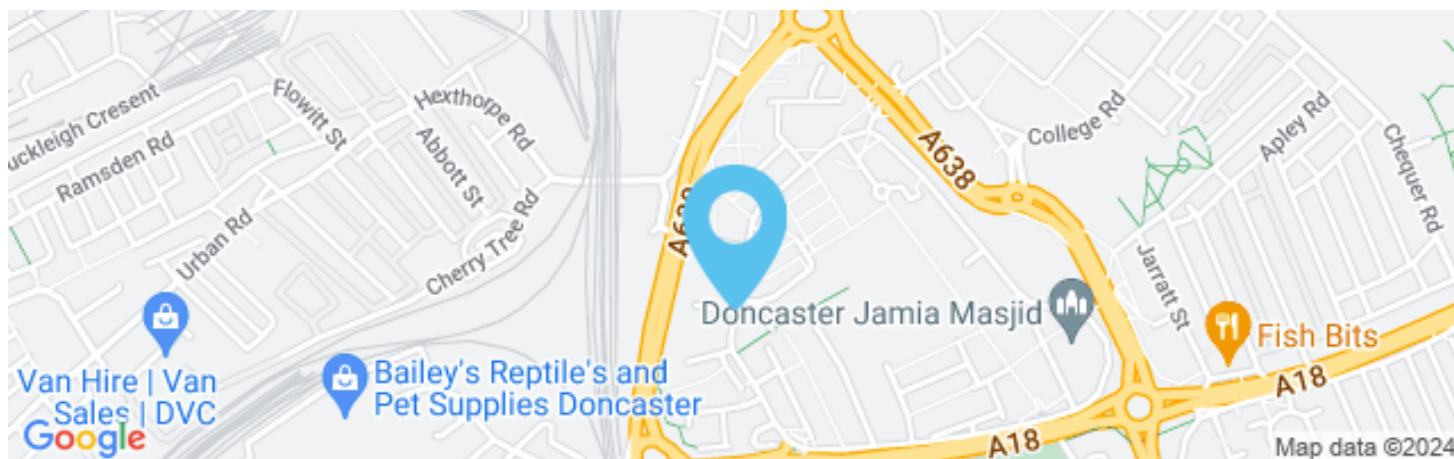 uckleigh Cresent
Ramsden Rd
Flowitt St
Hexthorpe Rd
Abbott St
Urban Rd
Cherry Tree Rd
A638
College Rd
Apley Rd
Chequer Rd
Jarratt St
Doncaster Jamia Masjid
Fish Bits
Van Hire | Van
Sales | DVC
Bailey's Reptile's and
Pet Supplies Doncaster
A18
A18
Google
Map data ©2024